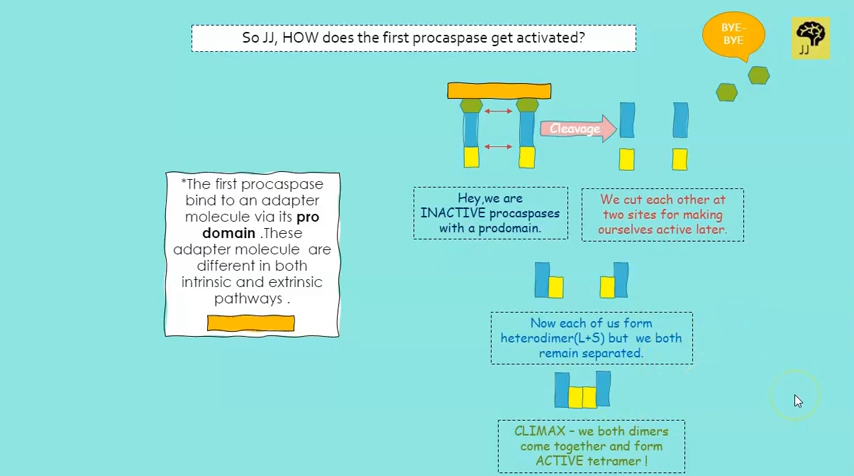 So JJ, HOW does the first procaspase get activated?
BYE-
BYE
JJ
Cleavage
*The first procaspase
bind to an adapter
molecule via its pro
domain .These
adapter molecule are
different in both
intrinsic and extrinsic
pathways .
Hey,we are
INACTIVE procaspases
with a prodomain.
We cut each other at
two sites for making
ourselves active later.
Now each of us form
heterodimer(L+S) but we both
remain separated.
CLIMAX – we both dimers
come together and form
ACTIVE tetramer !